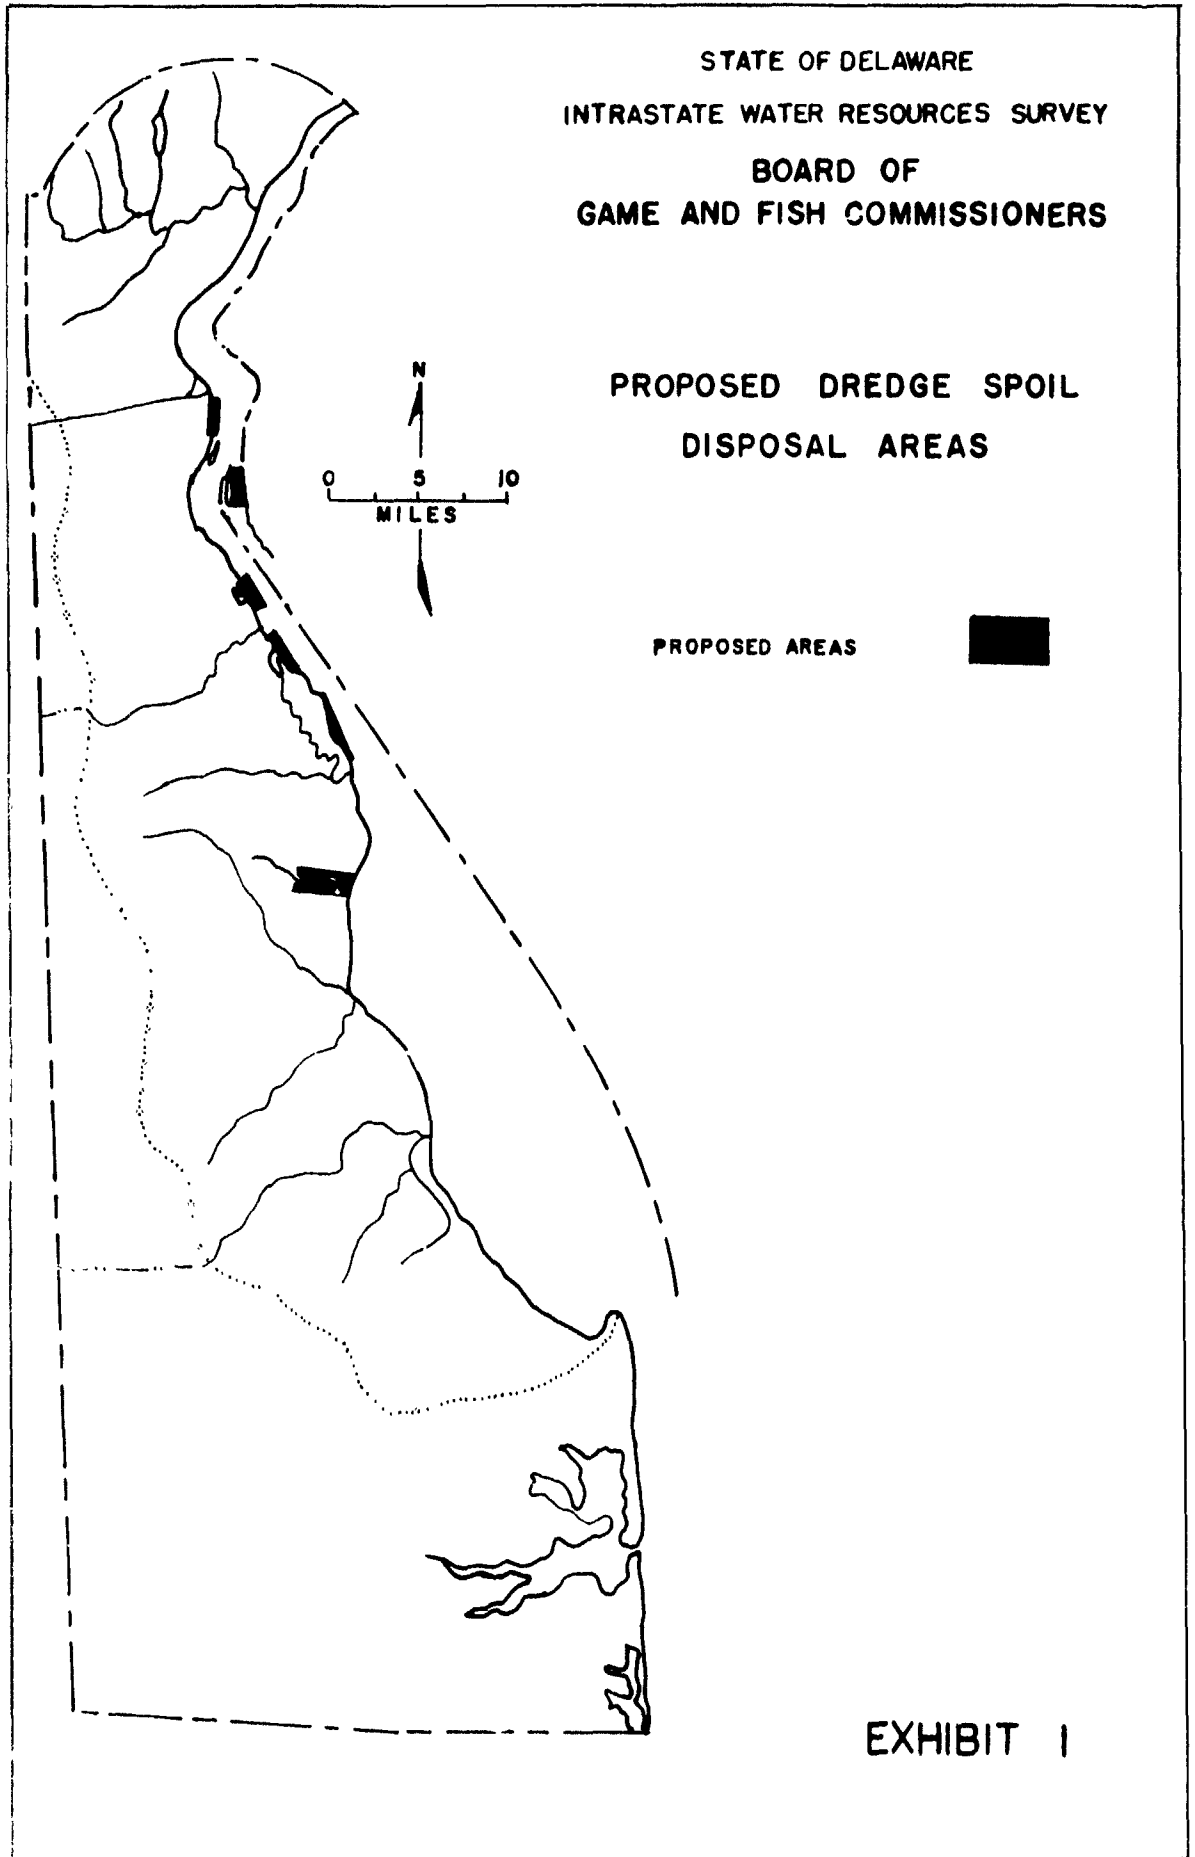 STATE OF DELAWARE
INTRASTATE WATER RESOURCES SURVEY
BOARD OF
GAME AND FISH COMMISSIONERS
PROPOSED DREDGE SPOIL
DISPOSAL AREAS
N
0 5 10
MILES
PROPOSED AREAS
EXHIBIT 1